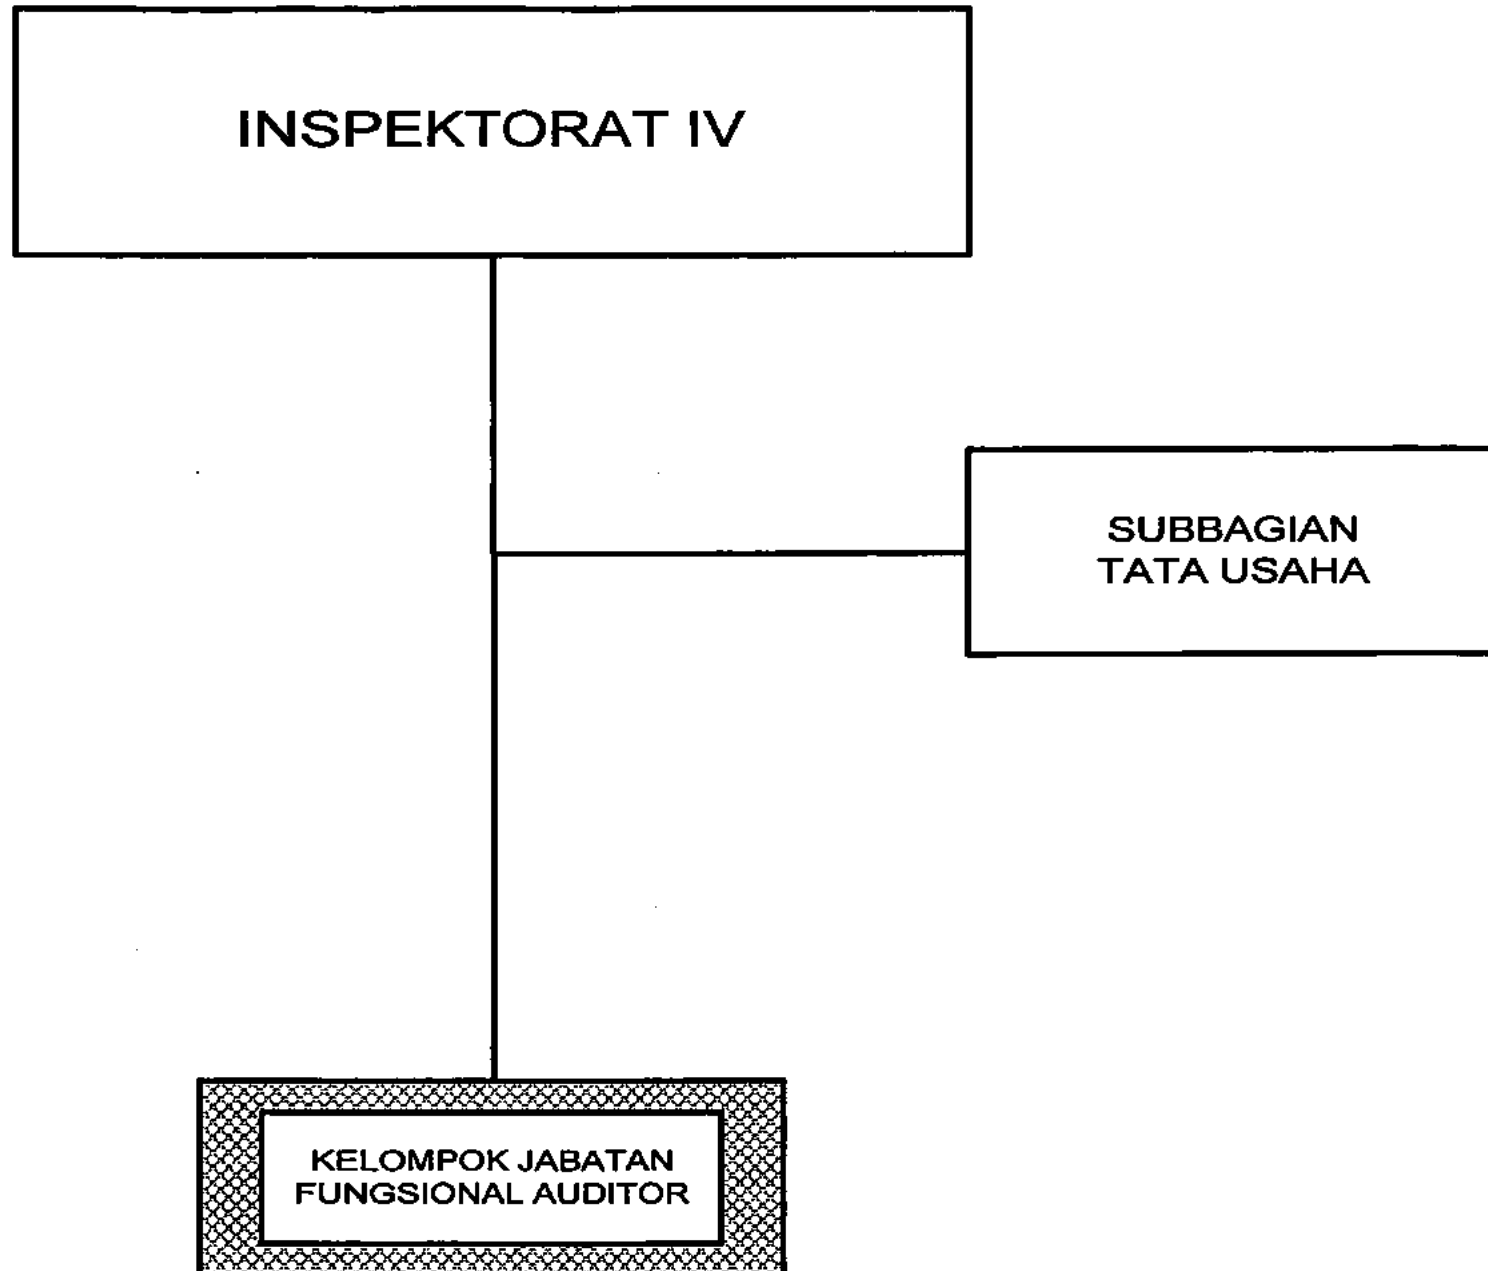 INSPEKTORAT IV
SUBBAGIAN
TATA USAHA
KELOMPOK JABATAN
FUNGSIONAL AUDITOR